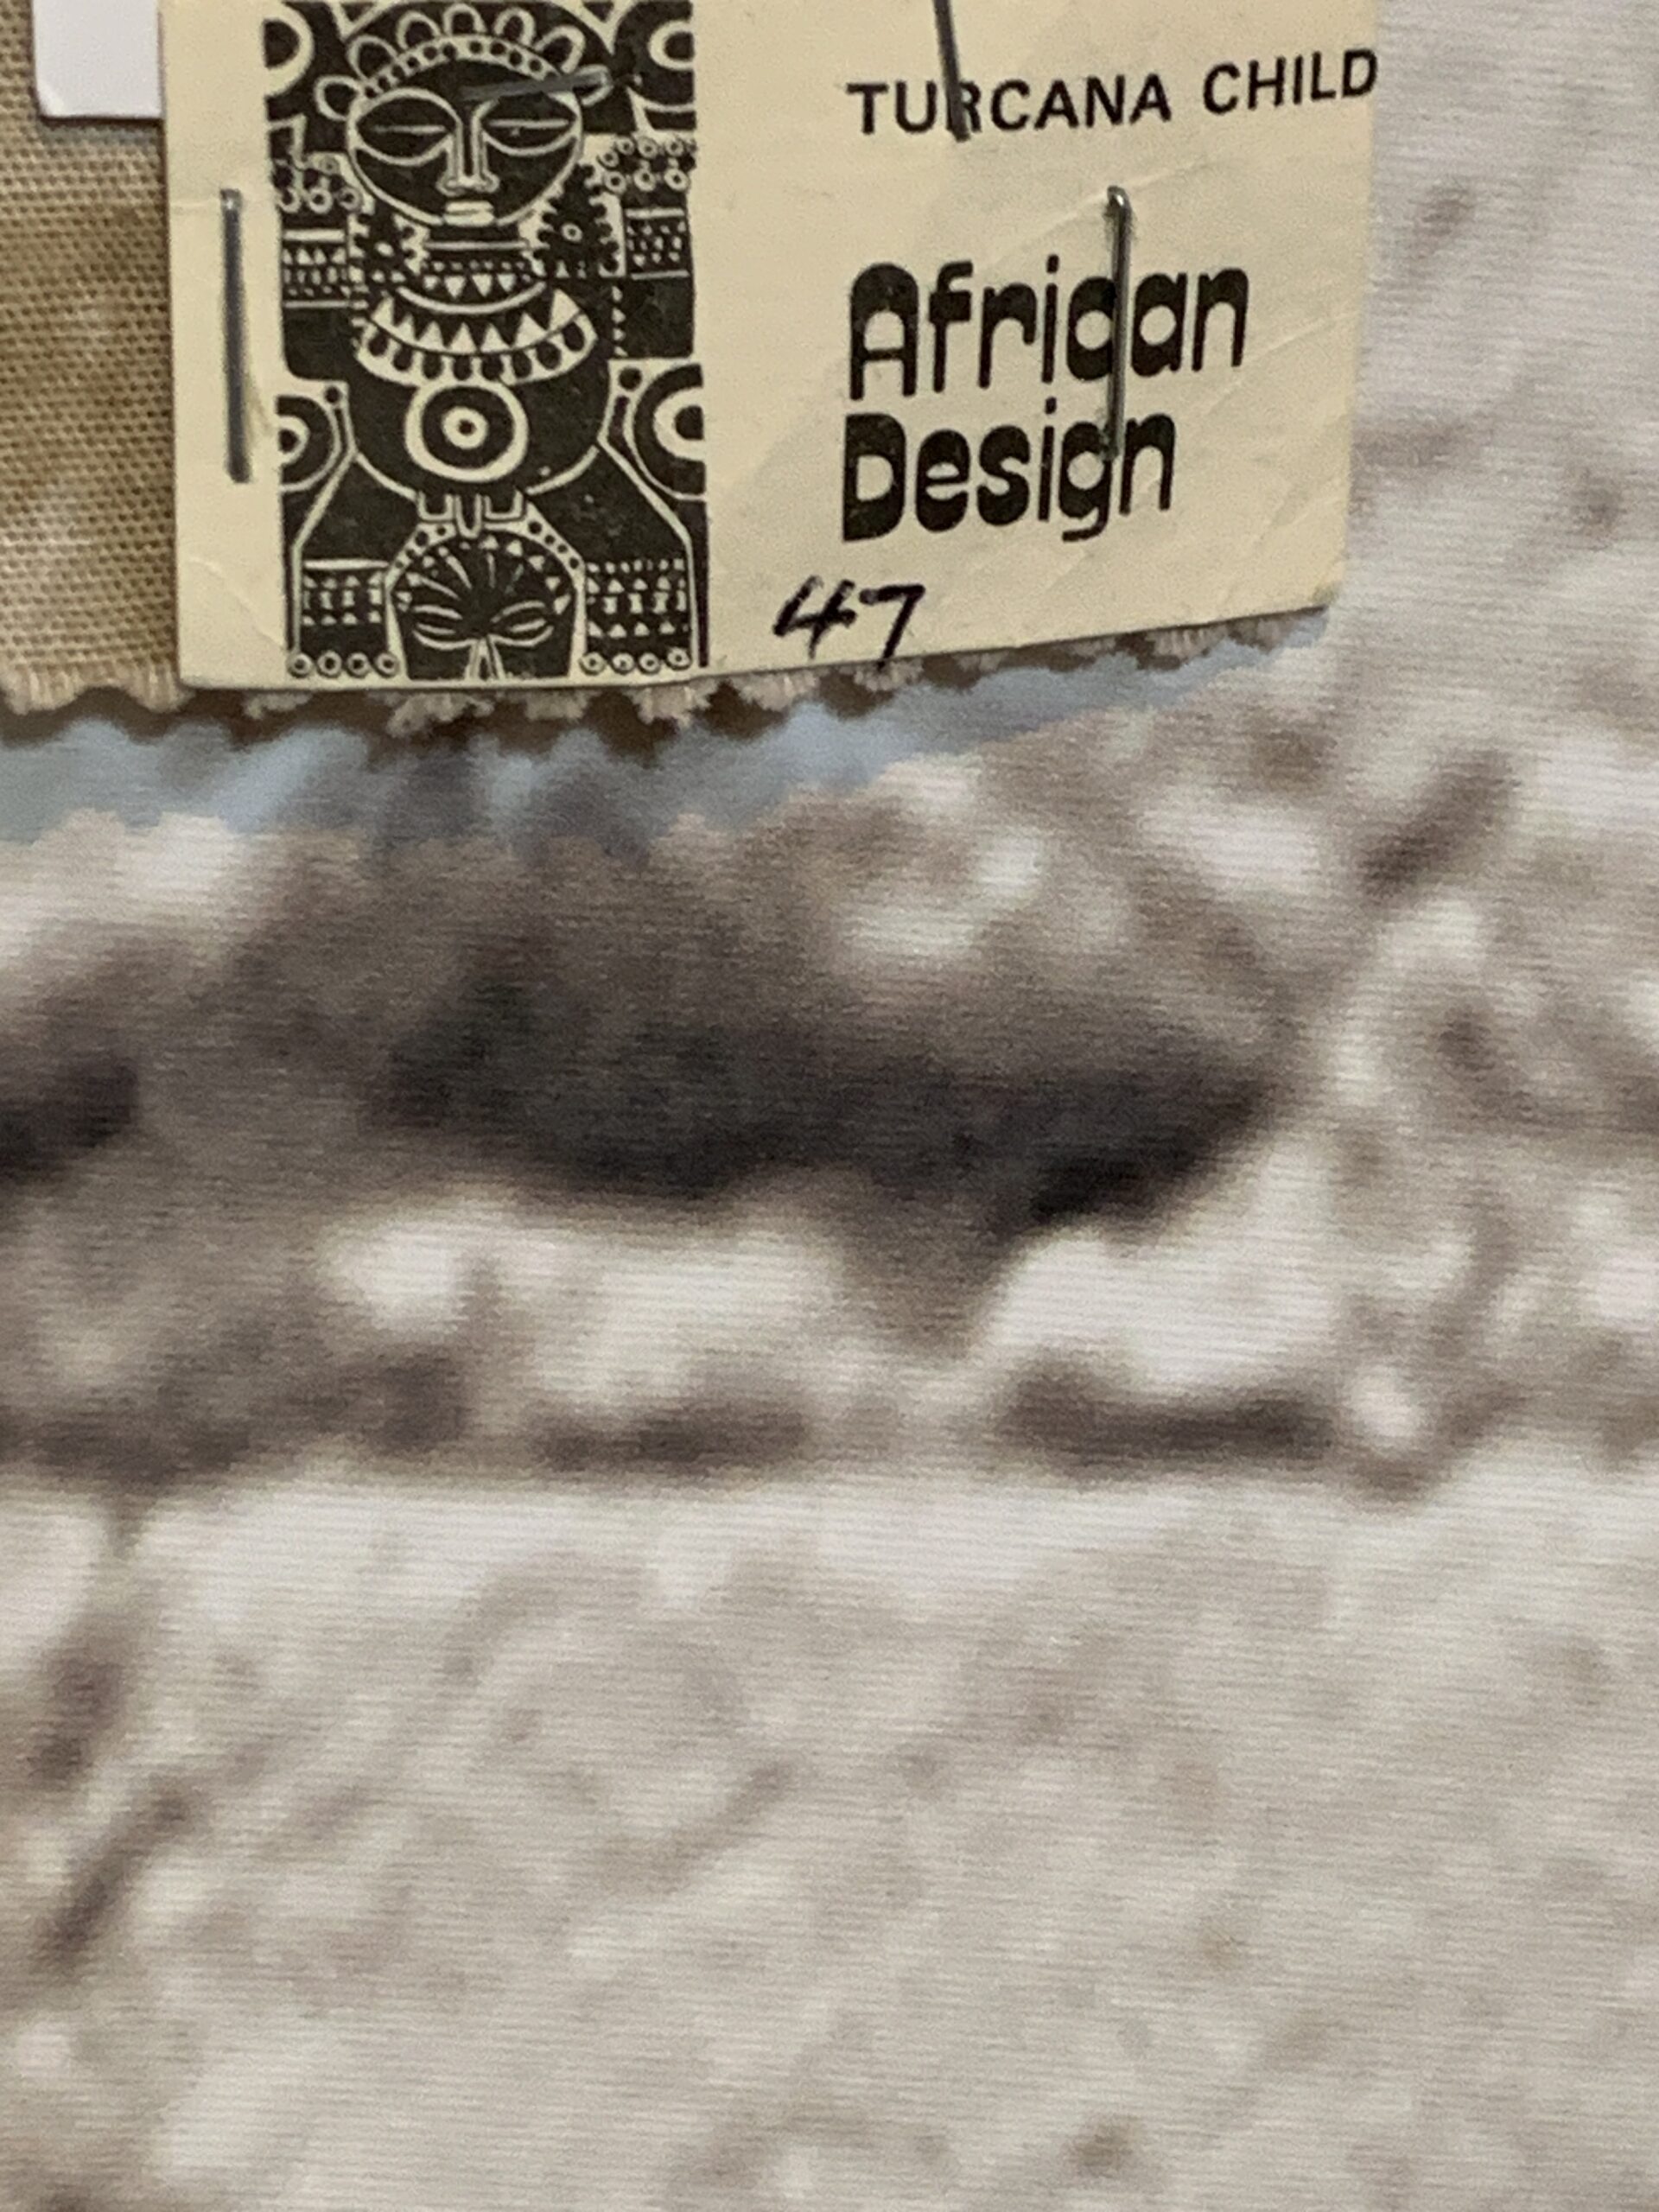 TURCANA CHILD
African
Design
47